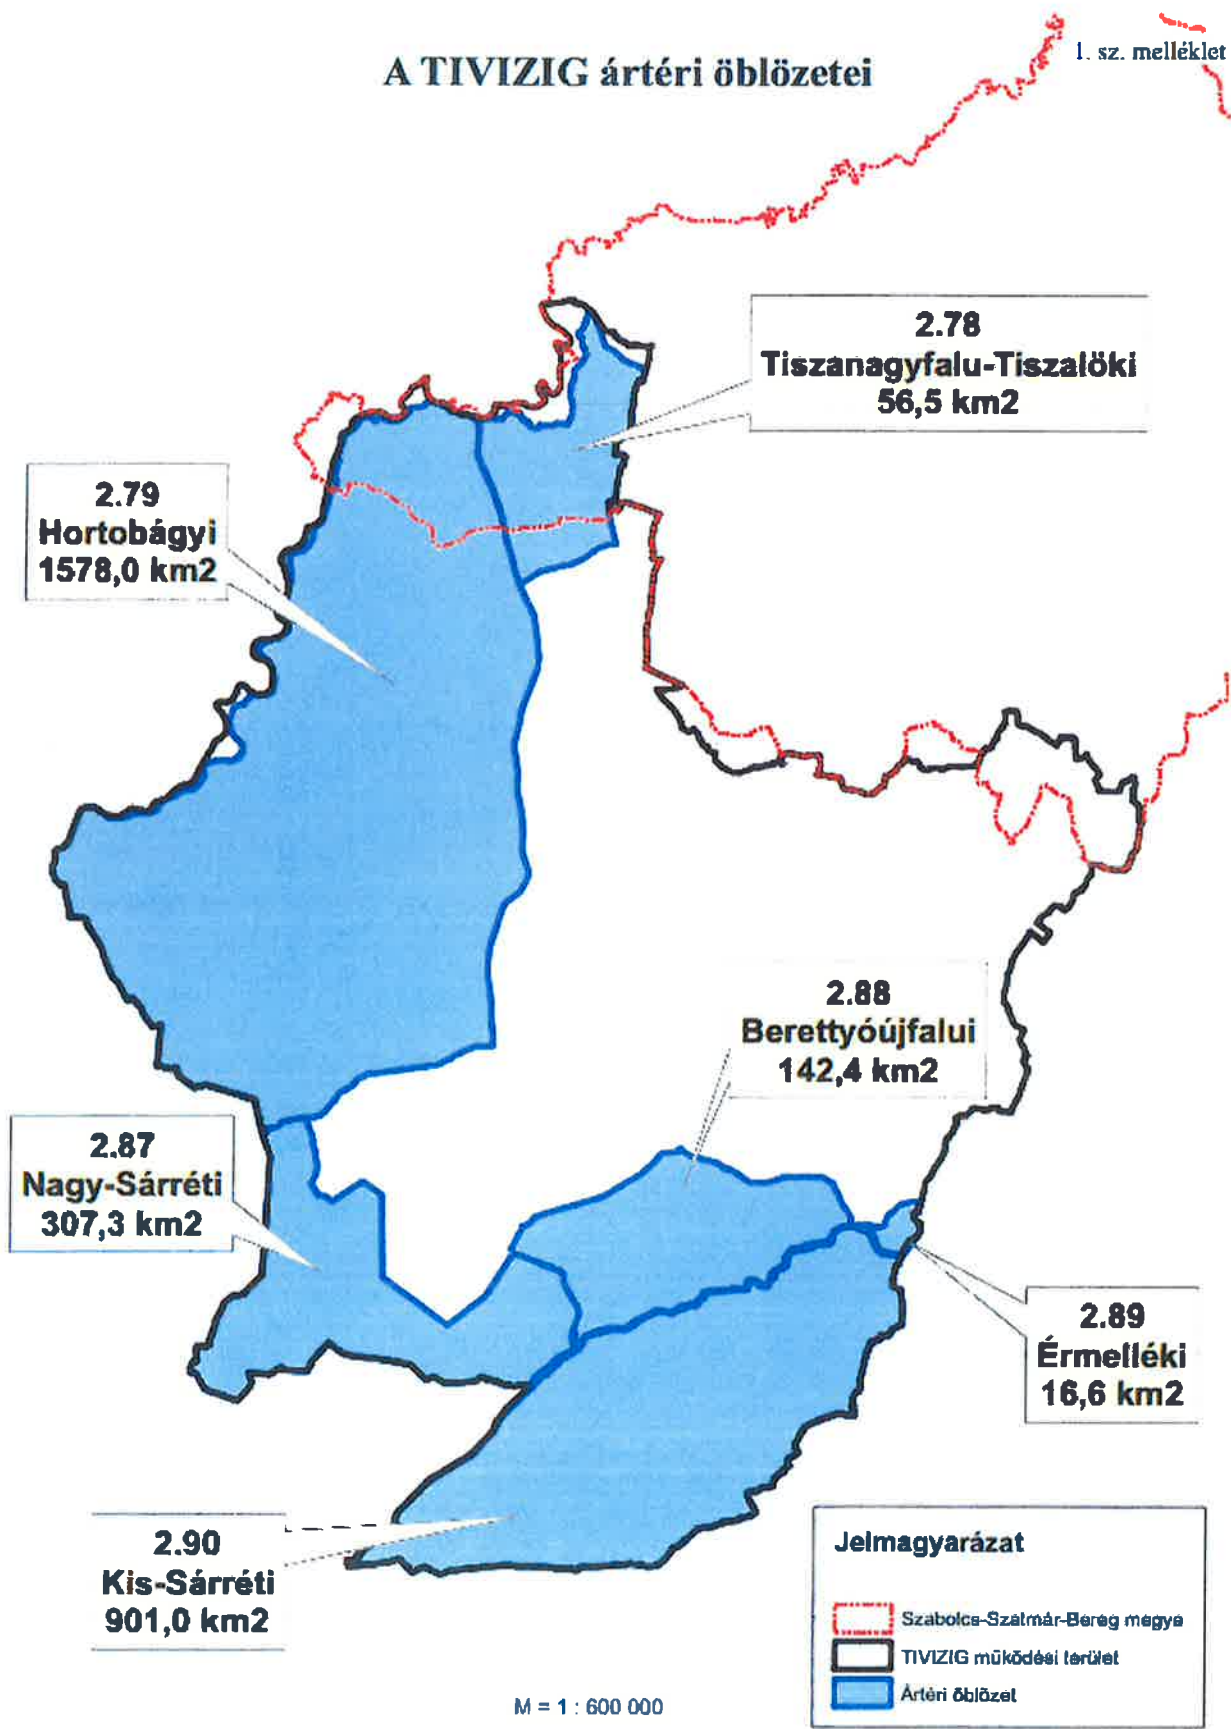 1. sz. melléklet
A TIVIZIG ártéri öblözetei
2.78
Tiszanagyfalu-Tiszalöki
56,5 km2
2.79
Hortobágyi
1578,0 km2
2.88
Berettyóújfalui
142,4 km2
2.87
Nagy-Sárréti
307,3 km2
2.89
Érmelléki
16,6 km2
2.90
Kis-Sárréti
901,0 km2
Jelmagyarázat
Szabolcs-Szatmár-Bereg megye
TIVIZIG működési terület
Ártéri öblözet
M = 1 : 600 000